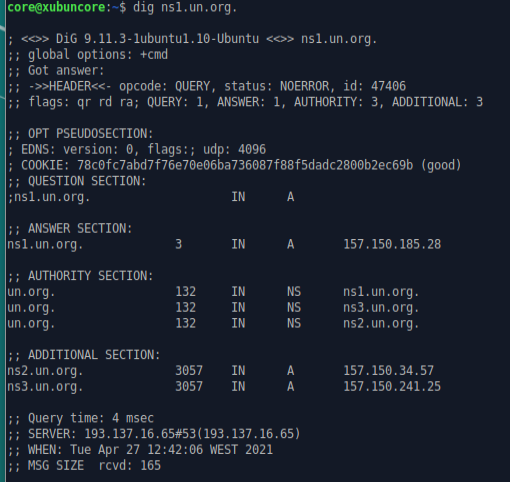 core@xubuncore:~$ dig ns1.un.org.

; <<>> DiG 9.11.3-1ubuntu1.10-Ubuntu <<>> ns1.un.org.
;; global options: +cmd
;; Got answer:
;; ->>HEADER<<- opcode: QUERY, status: NOERROR, id: 47406
;; flags: qr rd ra; QUERY: 1, ANSWER: 1, AUTHORITY: 3, ADDITIONAL: 3

;; OPT PSEUDOSECTION:
; EDNS: version: 0, flags:; udp: 4096
; COOKIE: 78c0fc7abd7f76e70e06ba736087f88f5dadc2800b2ec69b (good)
;; QUESTION SECTION:
;ns1.un.org. IN A

;; ANSWER SECTION:
ns1.un.org. 3 IN A 157.150.185.28

;; AUTHORITY SECTION:
un.org. 132 IN NS ns1.un.org.
un.org. 132 IN NS ns3.un.org.
un.org. 132 IN NS ns2.un.org.

;; ADDITIONAL SECTION:
ns2.un.org. 3057 IN A 157.150.34.57
ns3.un.org. 3057 IN A 157.150.241.25

;; Query time: 4 msec
;; SERVER: 193.137.16.65#53(193.137.16.65)
;; WHEN: Tue Apr 27 12:42:06 WEST 2021
;; MSG SIZE rcvd: 165